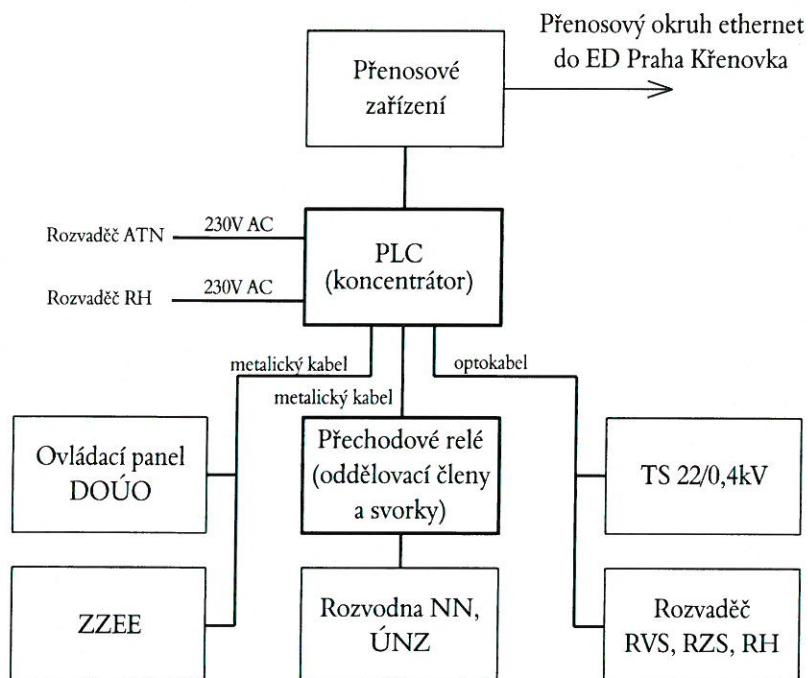 Přenosový okruh ethernet
do ED Praha Křenovka
Přenosové
zařízení
Rozvaděč ATN
230V AC
PLC
(koncentrátor)
Rozvaděč RH
230V AC
metalický kabel
optokabel
metalický kabel
Ovládací panel
DOÚO
Přechodové relé
(oddělovací členy
a svorky)
TS 22/0,4kV
ZZEE
Rozvodna NN,
ÚNZ
Rozvaděč
RVS, RZS, RH